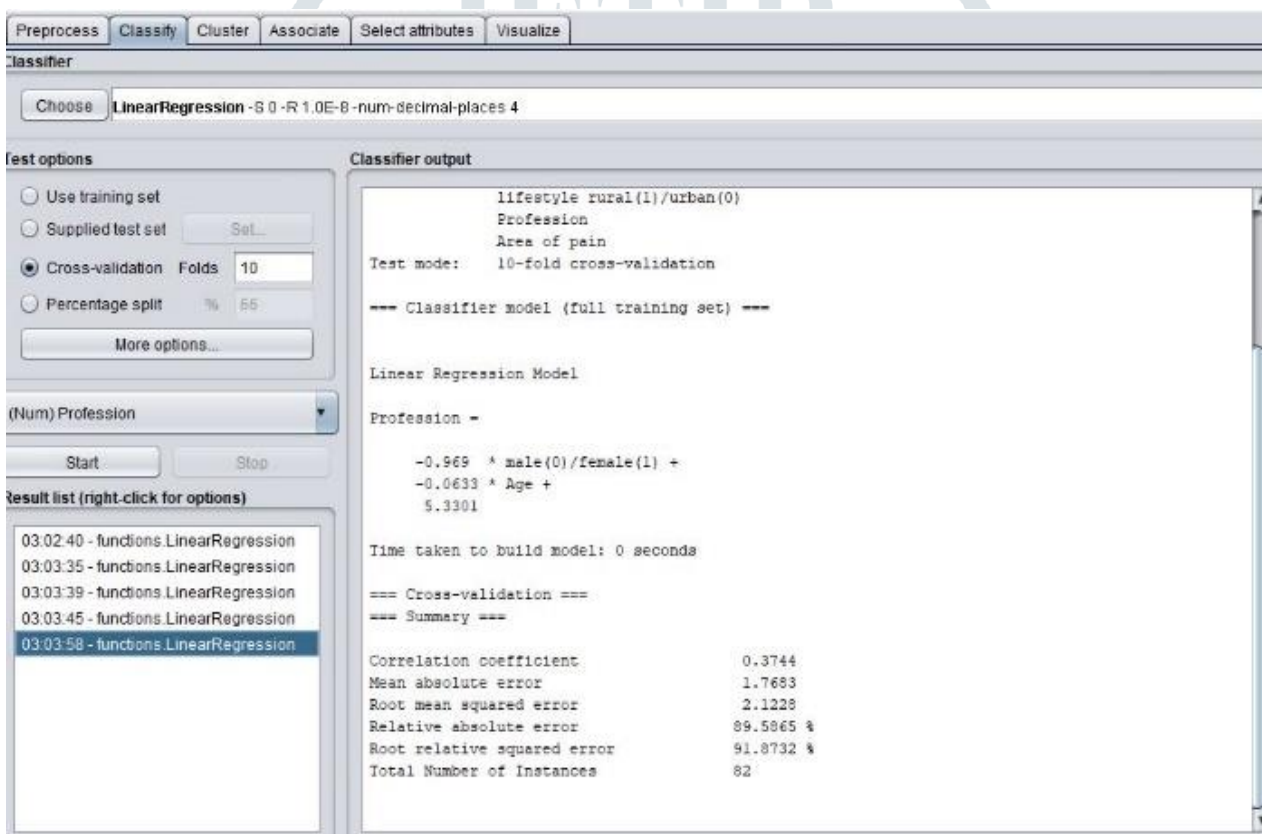 Preprocess Classify Cluster Associate Select attributes Visualize
Classifier
Choose LinearRegression -S 0 -R 1.0E-8 -num-decimal-places 4
Test options
Use training set
Supplied test set Set...
Cross-validation Folds 10
Percentage split % 66
More options...
(Num) Profession
Start Stop
Result list (right-click for options)
03:02:40 - functions.LinearRegression
03:03:35 - functions.LinearRegression
03:03:39 - functions.LinearRegression
03:03:45 - functions.LinearRegression
03:03:58 - functions.LinearRegression
Classifier output
lifestyle rural(1)/urban(0)
Profession
Area of pain
Test mode: 10-fold cross-validation
=== Classifier model (full training set) ===
Linear Regression Model
Profession =
-0.969 * male(0)/female(1) +
-0.0633 * Age +
5.3301
Time taken to build model: 0 seconds
=== Cross-validation ===
=== Summary ===
Correlation coefficient 0.3744
Mean absolute error 1.7683
Root mean squared error 2.1228
Relative absolute error 89.5865 %
Root relative squared error 91.8732 %
Total Number of Instances 82